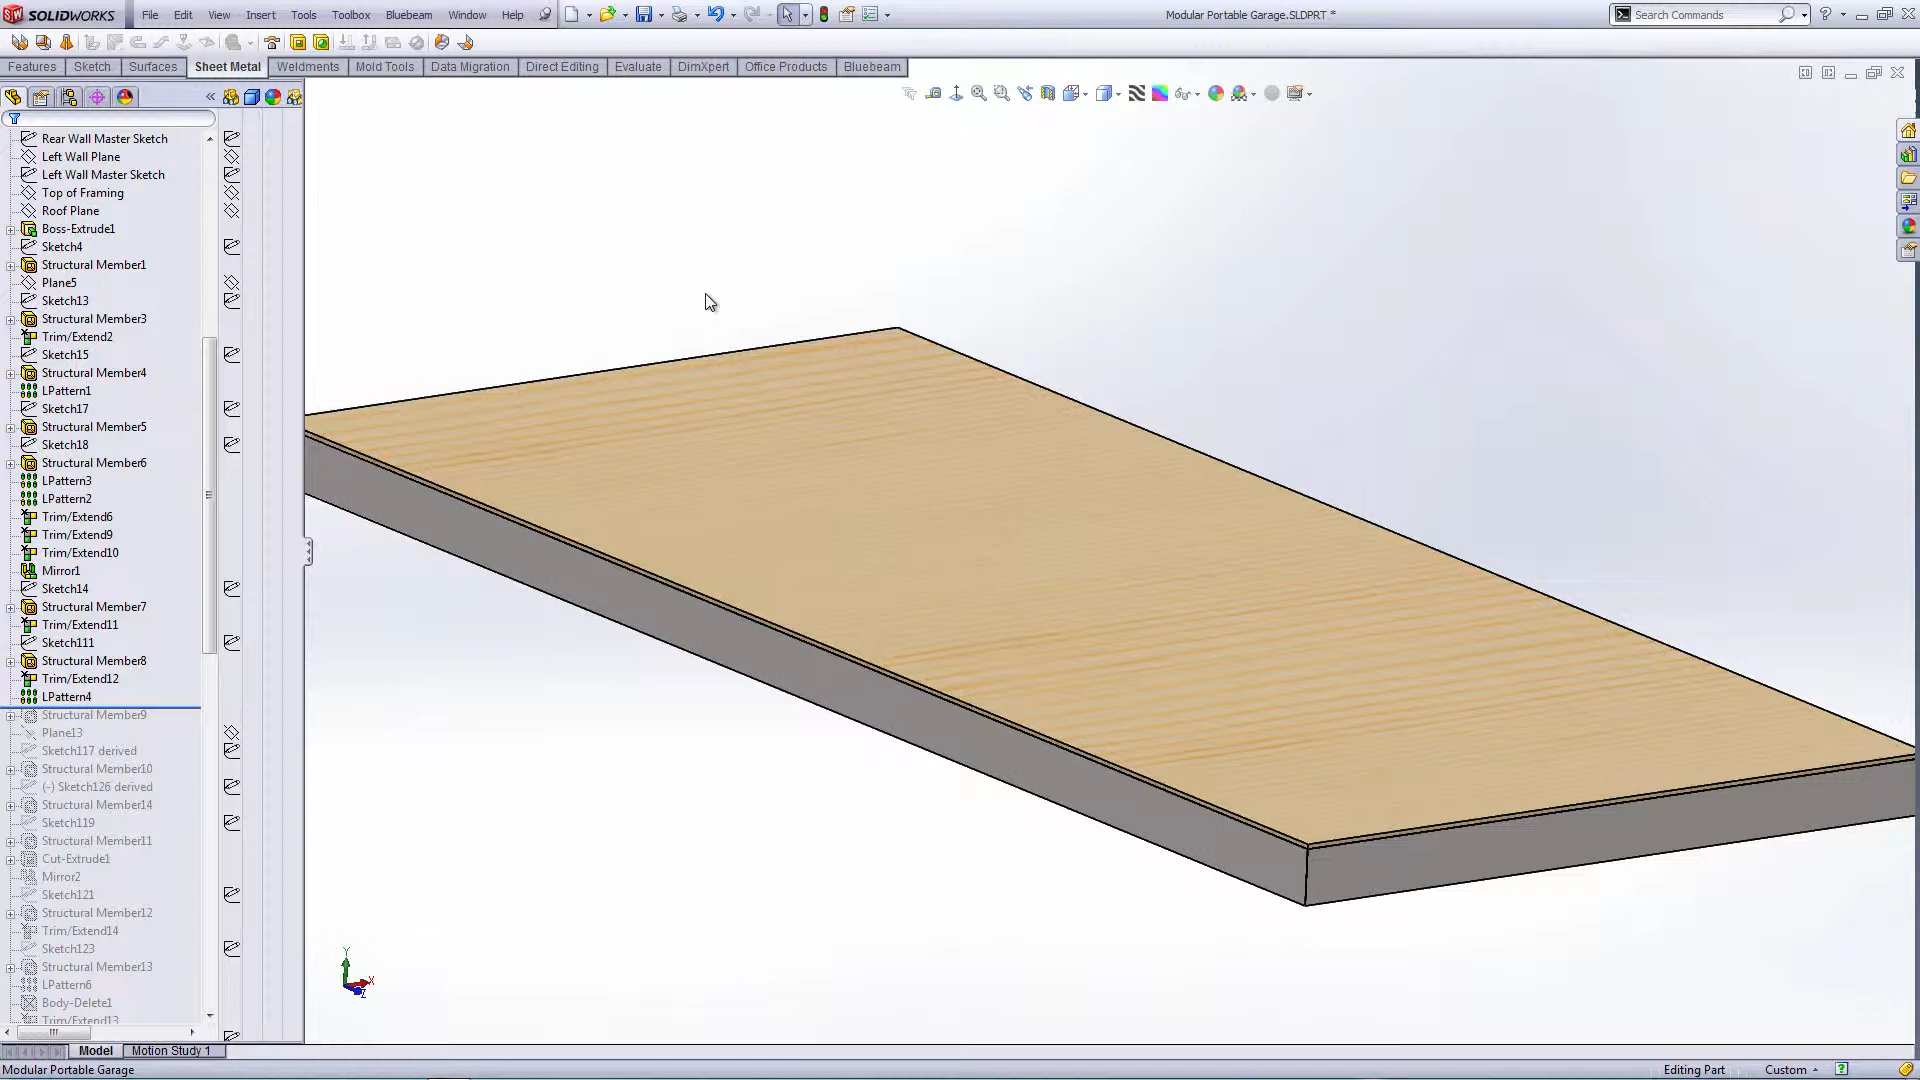 SOLIDWORKS File Edit View Insert Tools Toolbox Bluebeam Window Help Modular Portable Garage.SLDPRT * Search Commands
Features Sketch Surfaces Sheet Metal Weldments Mold Tools Data Migration Direct Editing Evaluate DimXpert Office Products Bluebeam
Rear Wall Master Sketch
Left Wall Plane
Left Wall Master Sketch
Top of Framing
Roof Plane
Boss-Extrude1
Sketch4
Structural Member1
Plane5
Sketch13
Structural Member3
Trim/Extend2
Sketch15
Structural Member4
LPattern1
Sketch17
Structural Member5
Sketch18
Structural Member6
LPattern3
LPattern2
Trim/Extend6
Trim/Extend9
Trim/Extend10
Mirror1
Sketch14
Structural Member7
Trim/Extend11
Sketch111
Structural Member8
Trim/Extend12
LPattern4
Structural Member9
Plane13
Sketch117 derived
Structural Member10
(-) Sketch126 derived
Structural Member14
Sketch119
Structural Member11
Cut-Extrude1
Mirror2
Sketch121
Structural Member12
Trim/Extend14
Sketch123
Structural Member13
LPattern6
Body-Delete1
Trim/Extend13
Y
X
Z
Model Motion Study 1
Modular Portable Garage Editing Part Custom